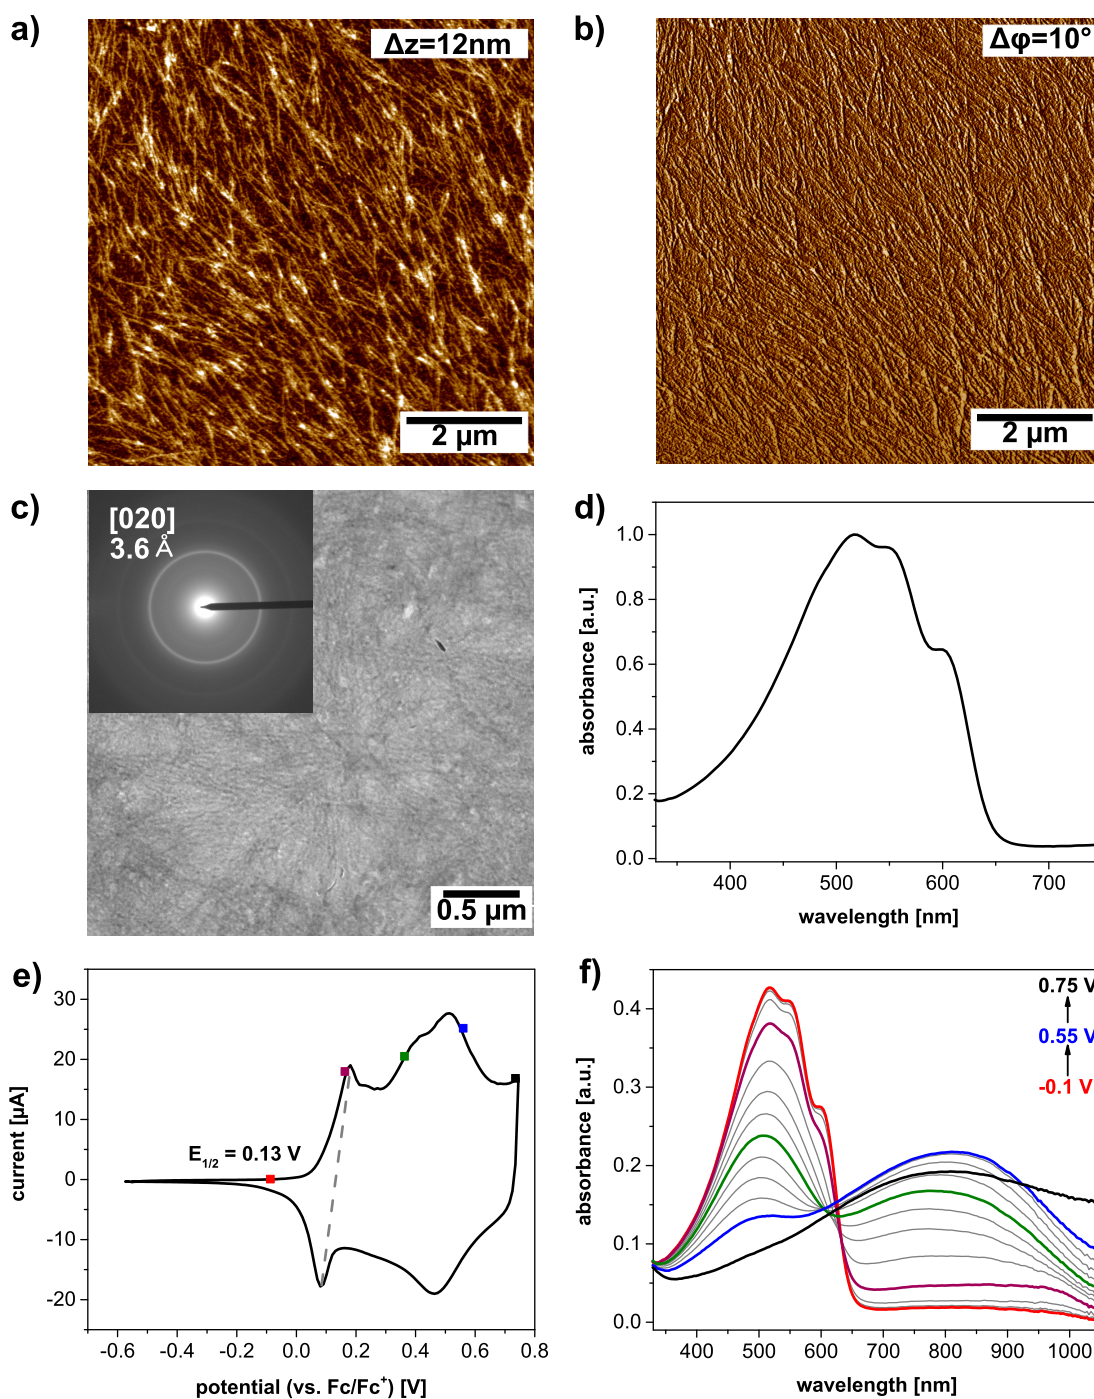 a)
Δz=12nm
2 µm
b)
Δφ=10°
2 µm
c)
[020]
3.6 Å
0.5 µm
d)
1.0
0.8
0.6
0.4
0.2
0.0
absorbance [a.u.]
400 500 600 700
wavelength [nm]
e)
30
20
10
0
-10
-20
current [µA]
E1/2 = 0.13 V
-0.6 -0.4 -0.2 0.0 0.2 0.4 0.6 0.8
potential (vs. Fc/Fc+) [V]
f)
0.4
0.3
0.2
0.1
0.0
absorbance [a.u.]
0.75 V
0.55 V
-0.1 V
400 500 600 700 800 900 1000
wavelength [nm]